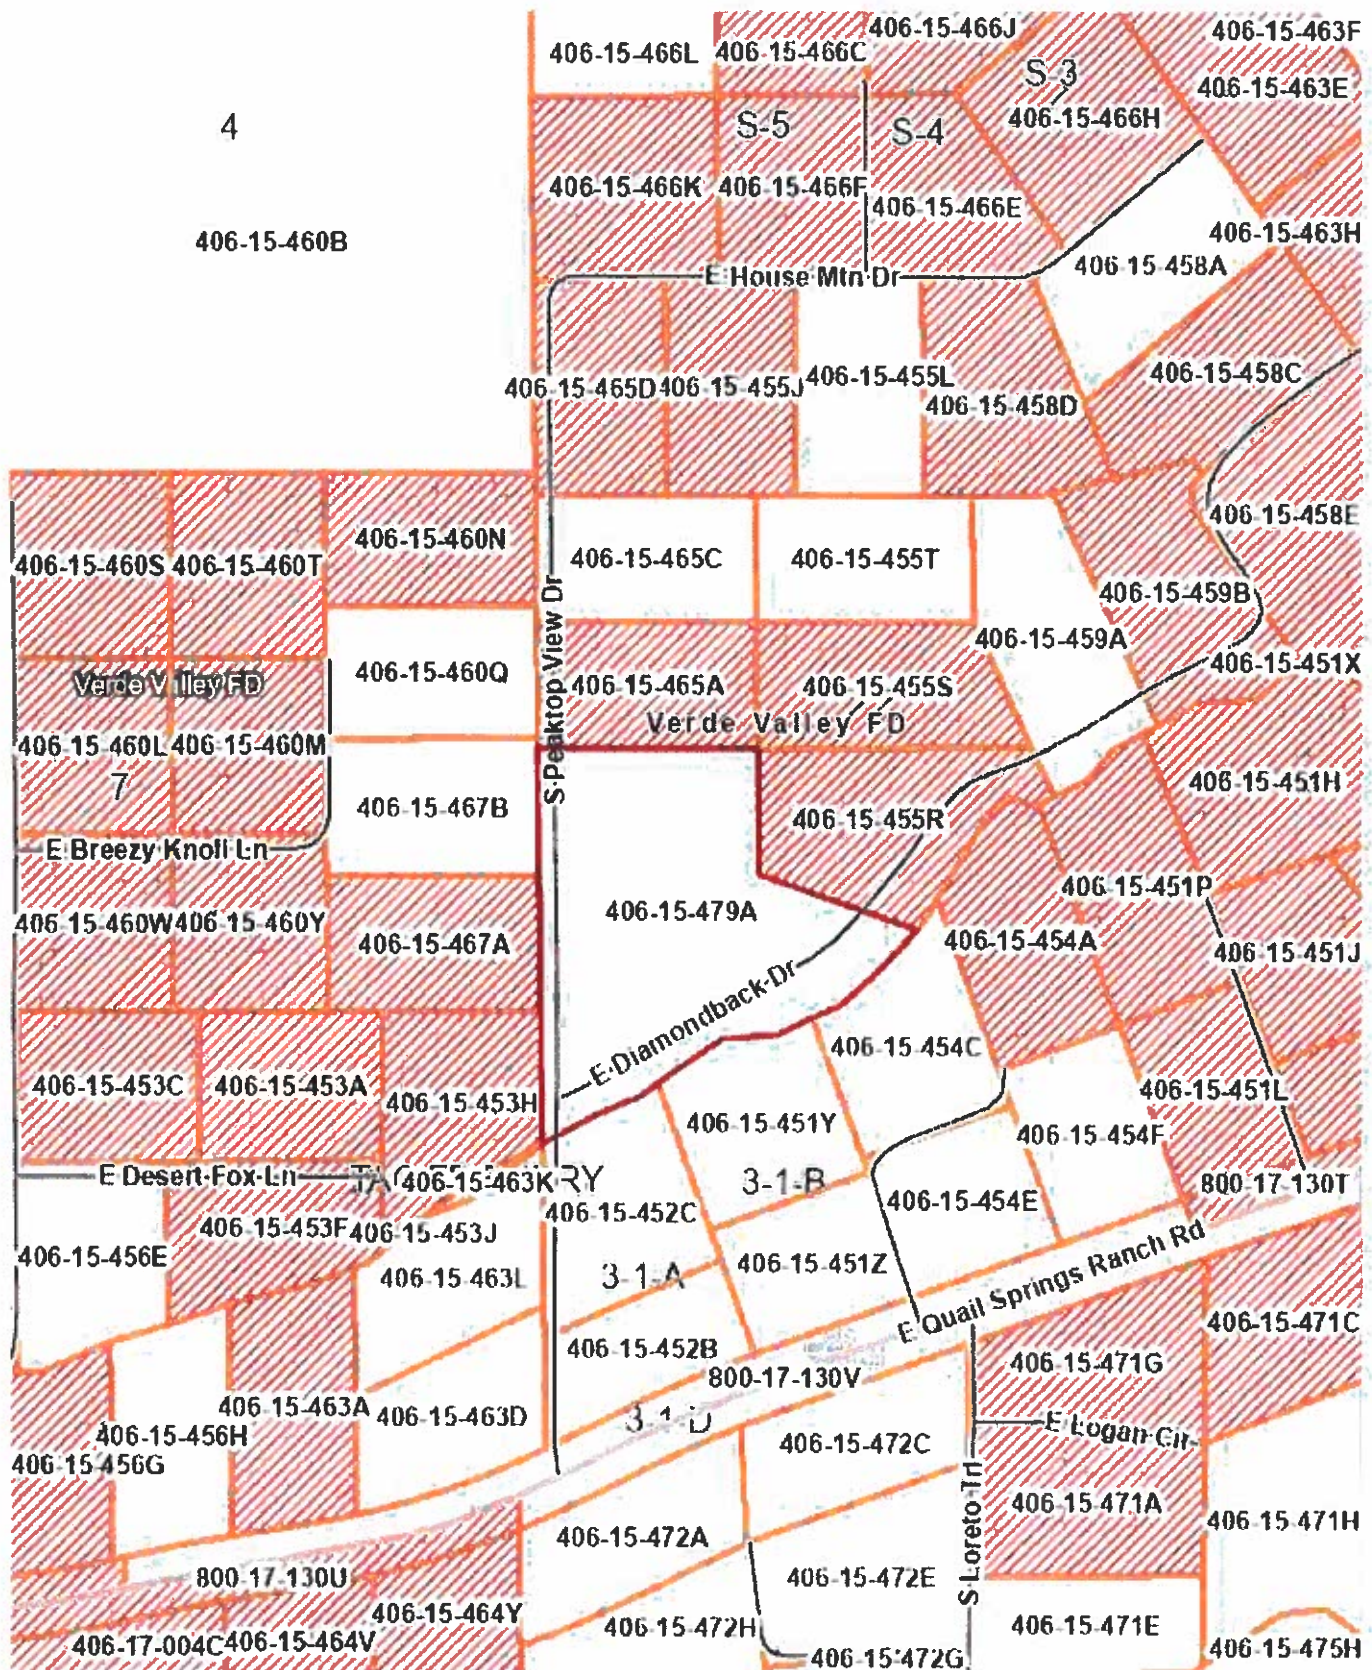 406-15-466L
406-15-466C
406-15-466J
406-15-463F
S-3
406-15-463E
406-15-466H
4
S-5
S-4
406-15-466K
406-15-466F
406-15-466E
406-15-460B
406-15-463H
406-15-458A
E House Mtn Dr
406-15-465D
406-15-455J
406-15-455L
406-15-458D
406-15-458C
406-15-460S
406-15-460T
406-15-460N
406-15-465C
406-15-455T
406-15-458E
406-15-459B
S Peaktop View Dr
406-15-459A
406-15-460Q
406-15-451X
Verde Valley FD
406-15-465A
406-15-455S
Verde Valley FD
406-15-460L
406-15-460M
7
406-15-467B
406-15-455R
406-15-451H
E Breezy Knoll Ln
406-15-451P
406-15-460W
406-15-460Y
406-15-467A
406-15-479A
406-15-454A
406-15-451J
E Diamondback Dr
406-15-454C
406-15-453C
406-15-453A
406-15-453H
406-15-451Y
406-15-451L
406-15-454F
E Desert Fox Ln
406-15-463K
RY
3-1-B
800-17-130T
406-15-454E
406-15-452C
406-15-453F
406-15-453J
406-15-456E
406-15-463L
3-1-A
406-15-451Z
E Quail Springs Ranch Rd
406-15-471C
406-15-452B
406-15-471G
800-17-130V
406-15-463A
406-15-463D
3-1-D
406-15-456H
406-15-456G
406-15-472C
E Logan Cir
S Loreto Trl
406-15-471A
406-15-471H
406-15-472A
800-17-130U
406-15-472E
406-15-464Y
406-15-472H
406-15-471E
406-17-004C
406-15-464V
406-15-472G
406-15-475H